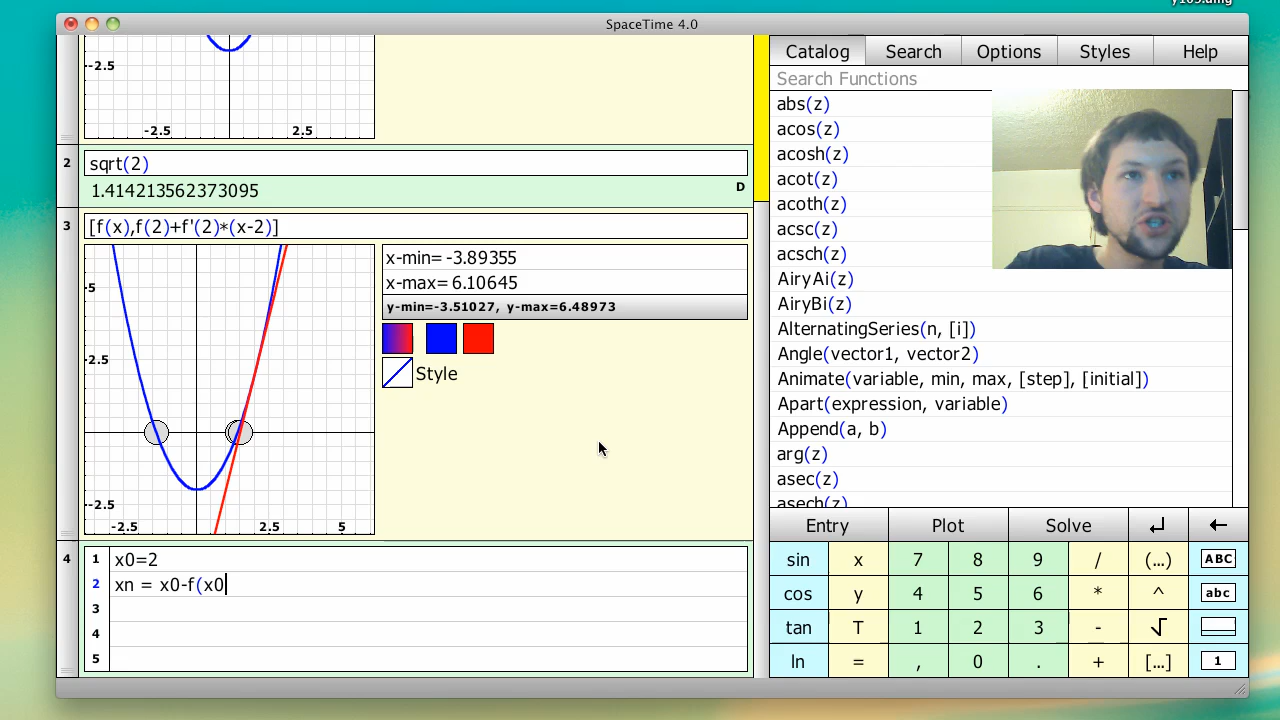 y103.dmg
SpaceTime 4.0
-2.5
-2.5
2.5
2
sqrt(2)
1.414213562373095
D
3
[f(x),f(2)+f'(2)*(x-2)]
-5
-2.5
-2.5
-2.5
2.5
5
x-min= -3.89355
x-max= 6.10645
y-min=-3.51027, y-max=6.48973
Style
4
1 x0=2
2 xn = x0-f(x0
3
4
5
Catalog Search Options Styles Help
Search Functions
abs(z)
acos(z)
acosh(z)
acot(z)
acoth(z)
acsc(z)
acsch(z)
AiryAi(z)
AiryBi(z)
AlternatingSeries(n, [i])
Angle(vector1, vector2)
Animate(variable, min, max, [step], [initial])
Apart(expression, variable)
Append(a, b)
arg(z)
asec(z)
asech(z)
Entry Plot Solve ↵ ←
sin x 7 8 9 / (...) ABC
cos y 4 5 6 * ^ abc
tan T 1 2 3 - √
ln = , 0 . + [...] 1